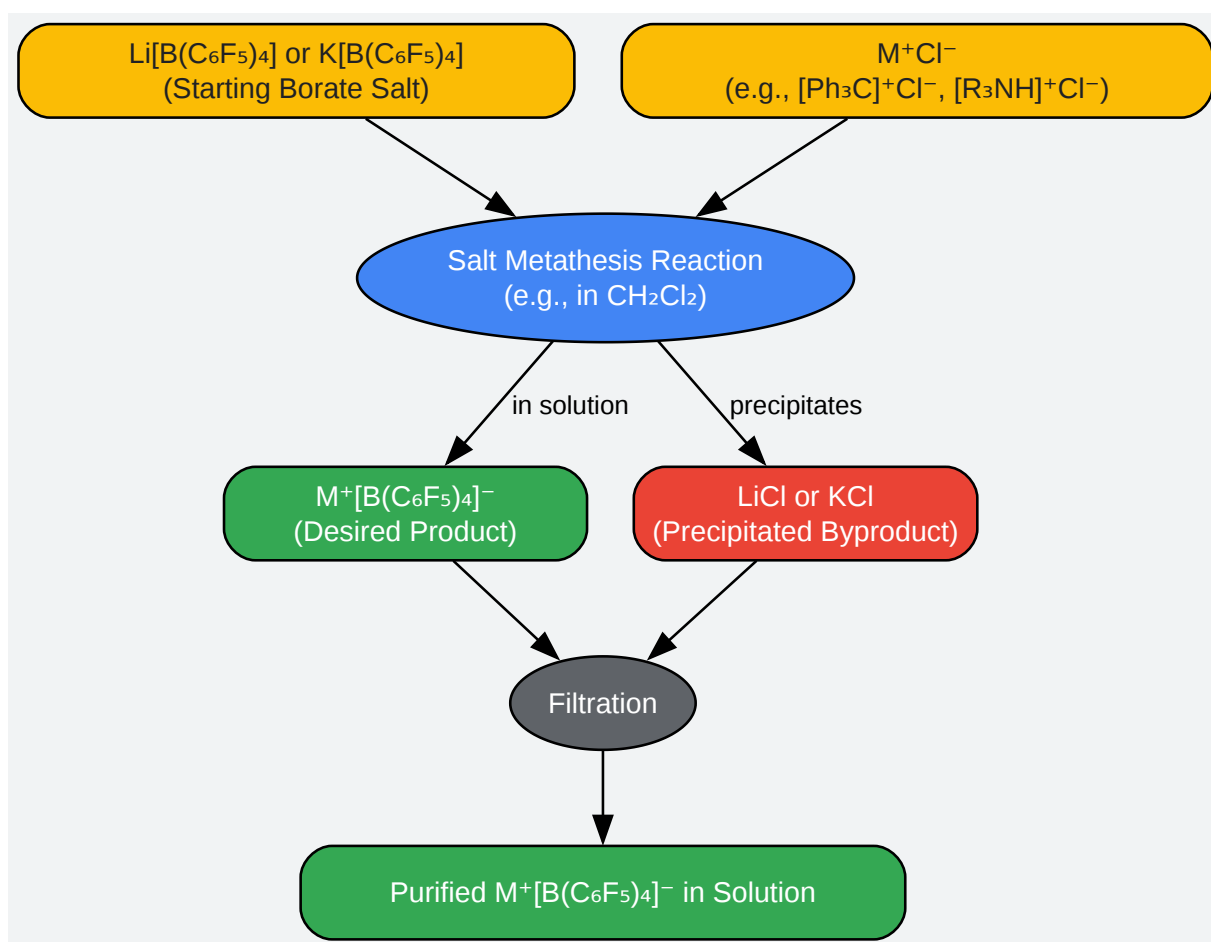 Li[B(C₆F₅)₄] or K[B(C₆F₅)₄]
(Starting Borate Salt)
M⁺Cl⁻
(e.g., [Ph₃C]⁺Cl⁻, [R₃NH]⁺Cl⁻)
Salt Metathesis Reaction
(e.g., in CH₂Cl₂)
in solution
precipitates
M⁺[B(C₆F₅)₄]⁻
(Desired Product)
LiCl or KCl
(Precipitated Byproduct)
Filtration
Purified M⁺[B(C₆F₅)₄]⁻ in Solution